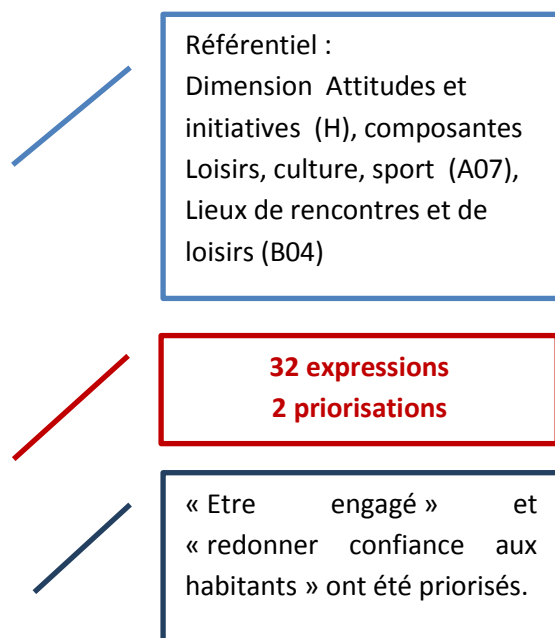 Référentiel :
Dimension Attitudes et
initiatives (H), composantes
Loisirs, culture, sport (A07),
Lieux de rencontres et de
loisirs (B04)
32 expressions
2 priorisations
« Etre engagé » et
« redonner confiance aux
habitants » ont été priorisés.